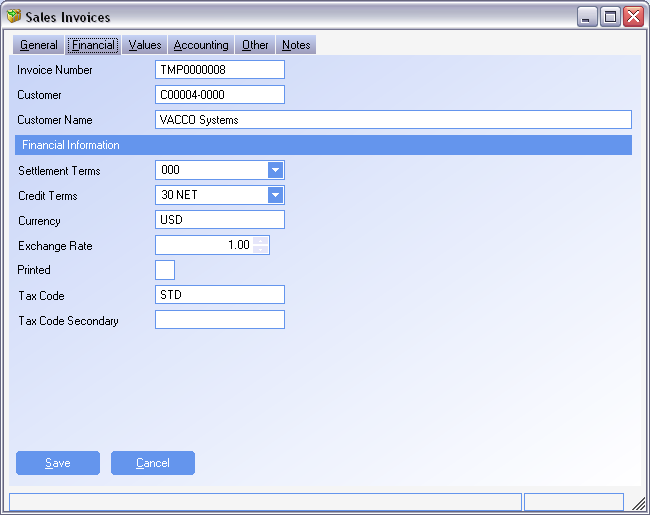 Sales Invoices
General Financial Values Accounting Other Notes
Invoice Number TMP0000008
Customer C00004-0000
Customer Name VACCO Systems
Financial Information
Settlement Terms 000
Credit Terms 30 NET
Currency USD
Exchange Rate 1.00
Printed
Tax Code STD
Tax Code Secondary
Save Cancel